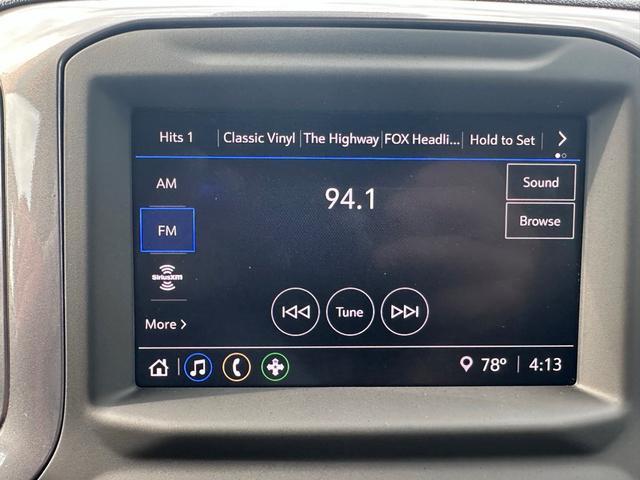 Hits 1
Classic Vinyl
The Highway
FOX Headli...
Hold to Set
AM
94.1
Sound
FM
Browse
SiriusXM
Tune
More
78°
4:13